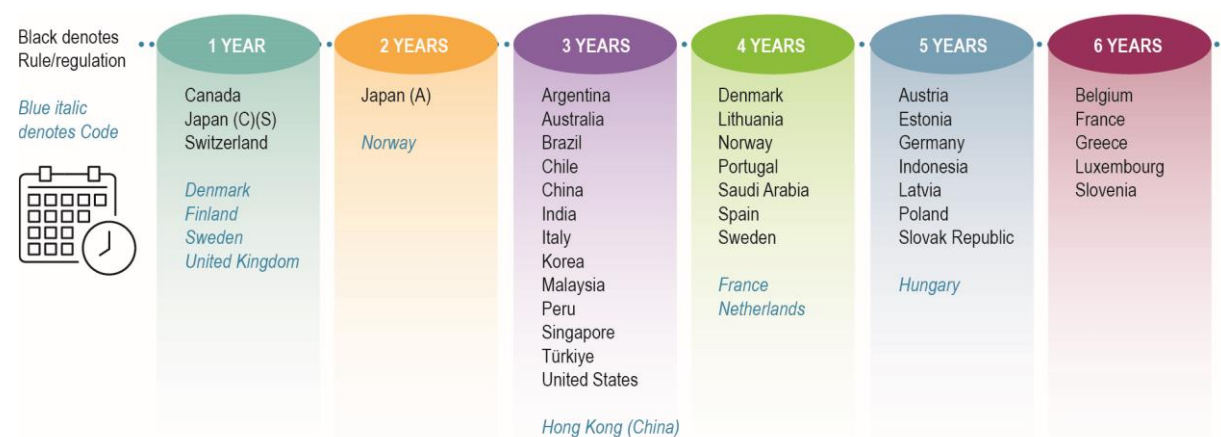 Black denotes
Rule/regulation
Blue italic
denotes Code
1 YEAR
Canada
Japan (C)(S)
Switzerland
Denmark
Finland
Sweden
United Kingdom
2 YEARS
Japan (A)
Norway
3 YEARS
Argentina
Australia
Brazil
Chile
China
India
Italy
Korea
Malaysia
Peru
Singapore
Türkiye
United States
Hong Kong (China)
4 YEARS
Denmark
Lithuania
Norway
Portugal
Saudi Arabia
Spain
Sweden
France
Netherlands
5 YEARS
Austria
Estonia
Germany
Indonesia
Latvia
Poland
Slovak Republic
Hungary
6 YEARS
Belgium
France
Greece
Luxembourg
Slovenia